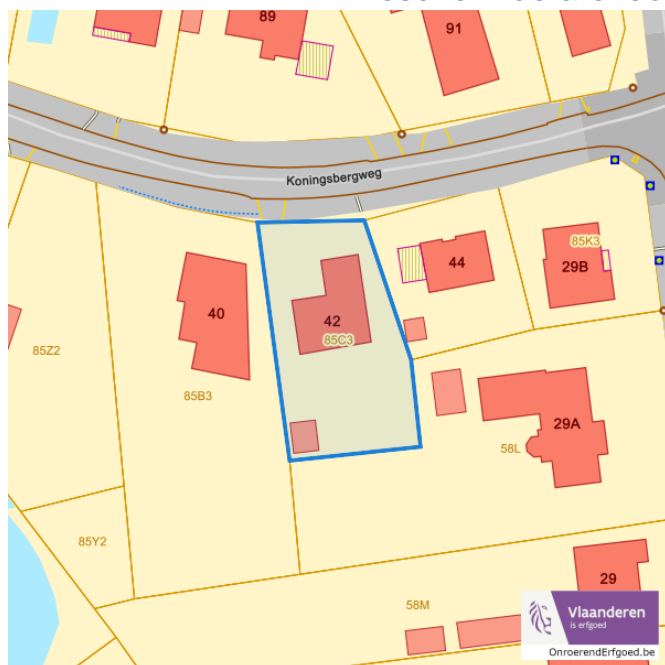 89
91
Koningsbergweg
85K3
44
29B
40
42
85C3
85Z2
85B3
29A
58L
85Y2
29
58M
Vlaanderen
is erfgoed
OnroerendErfgoed.be